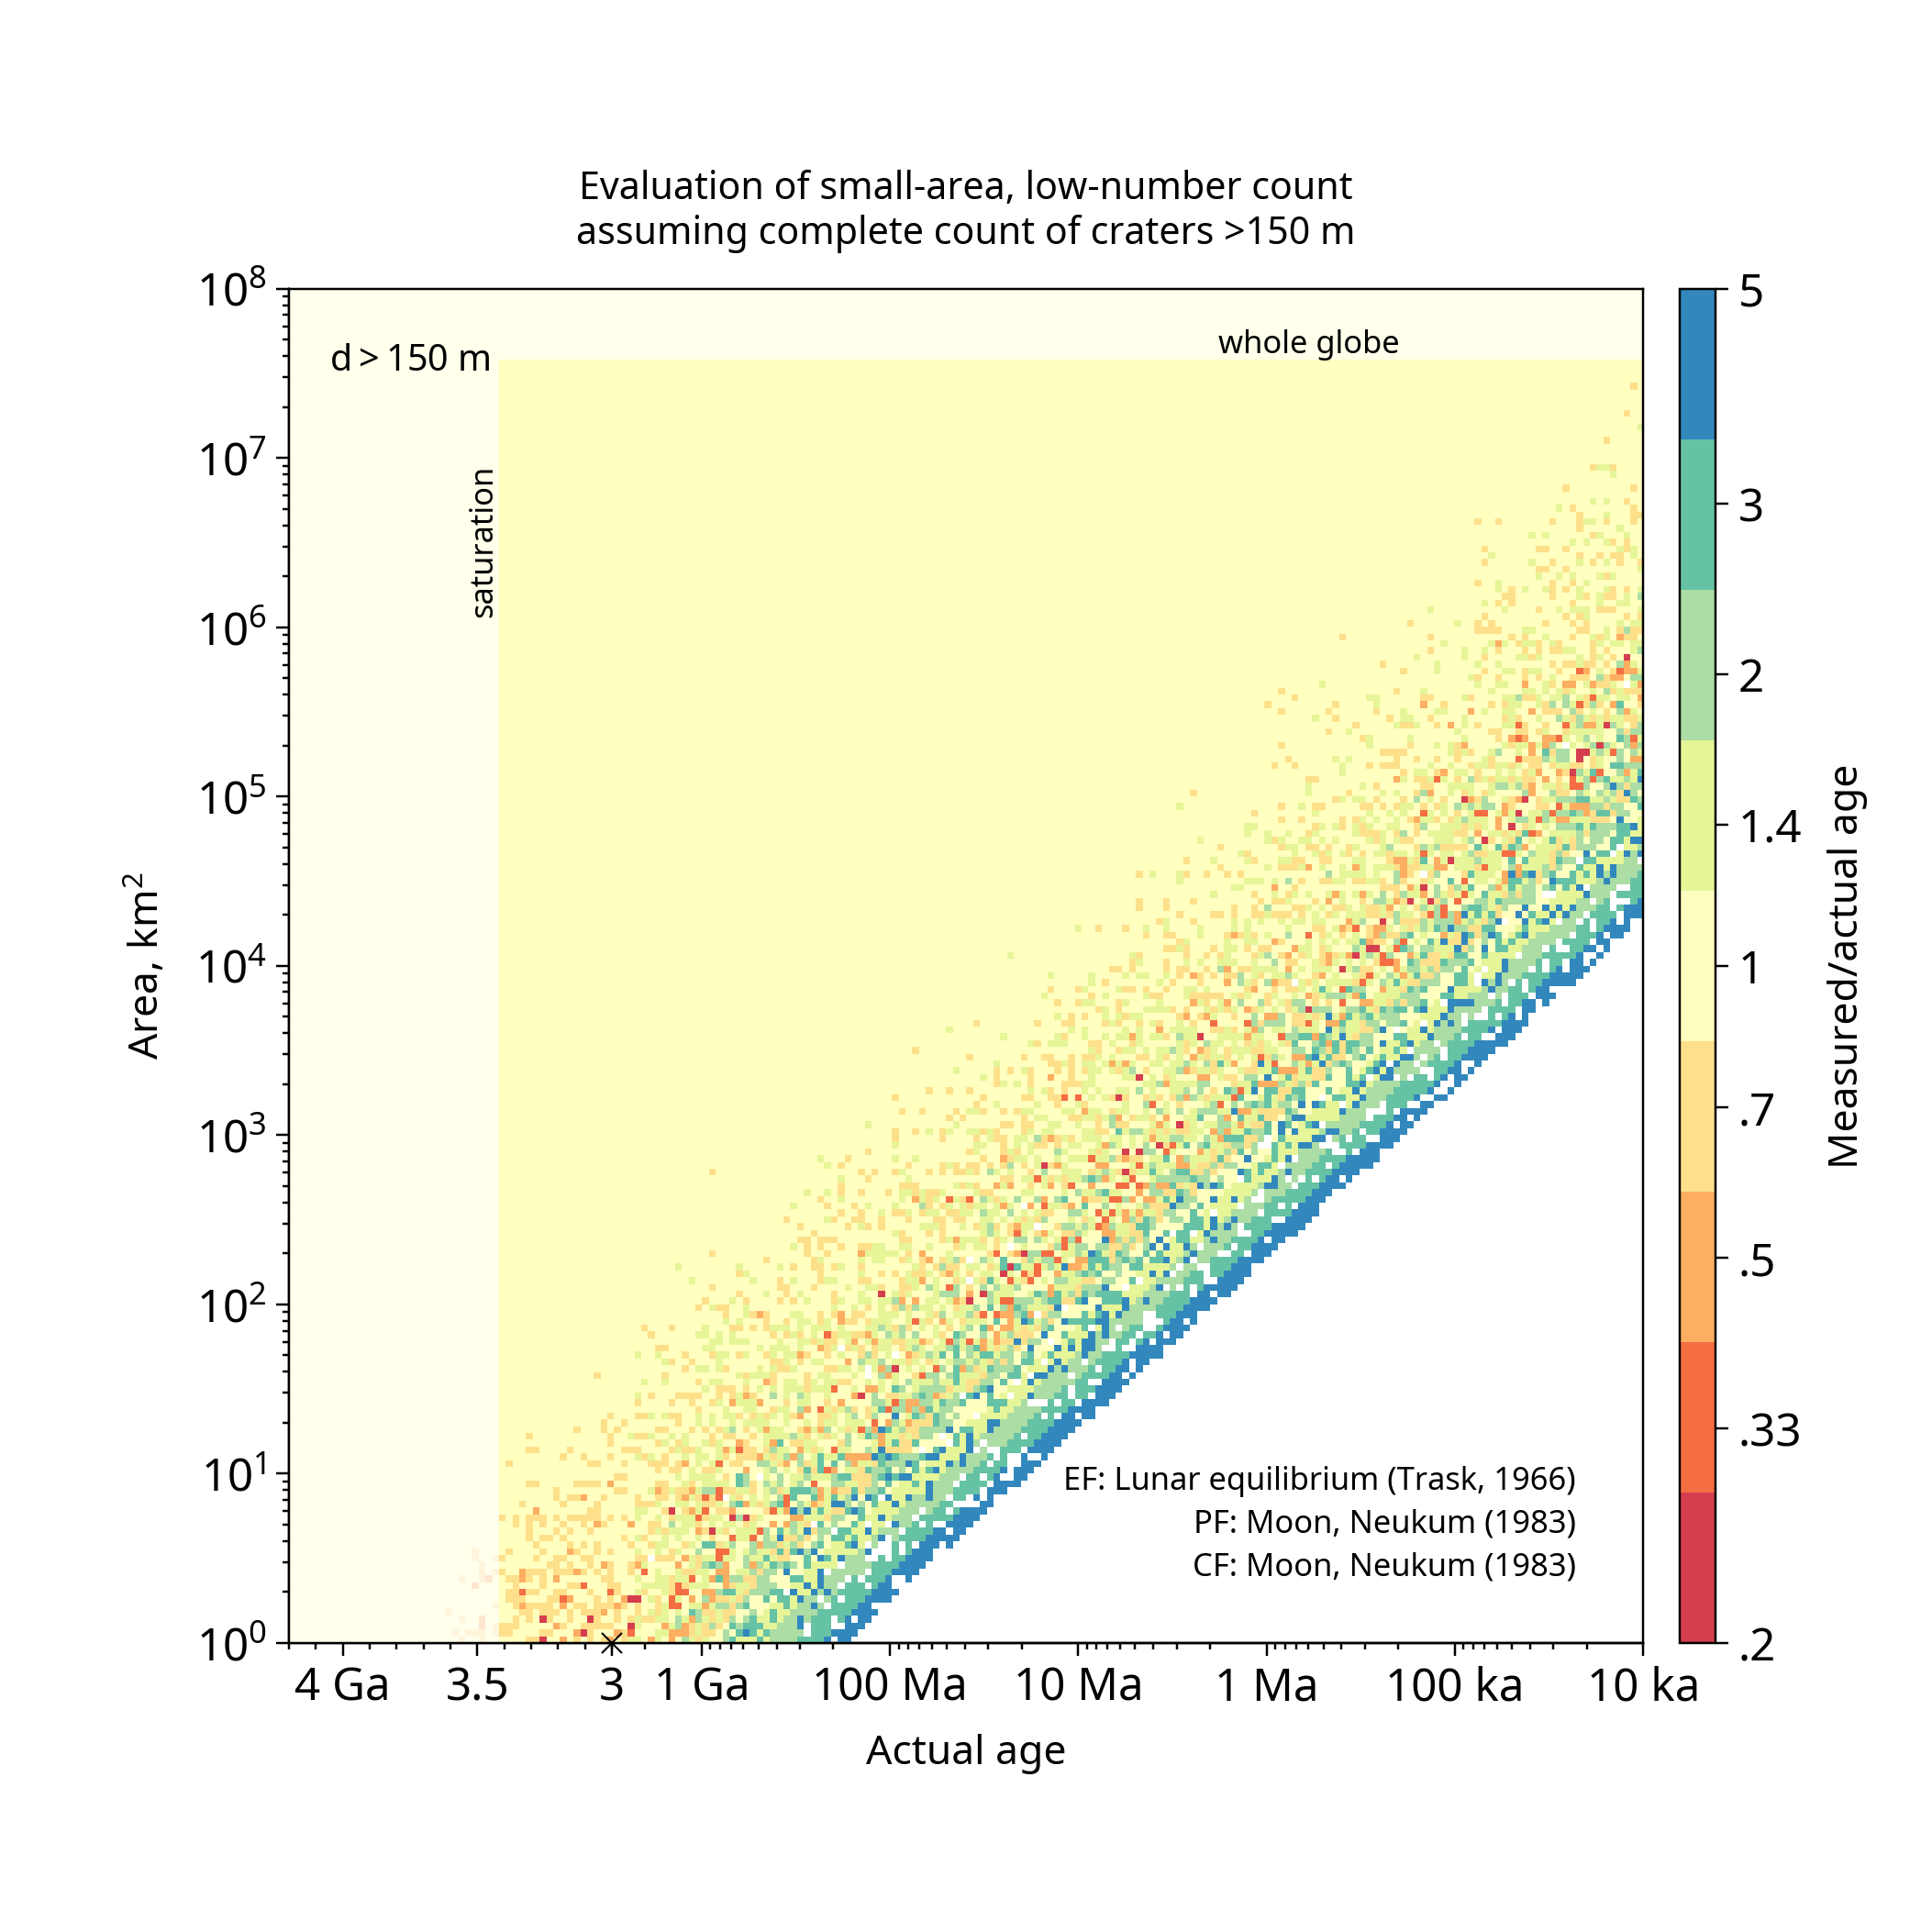 Evaluation of small-area, low-number count
assuming complete count of craters >150 m
10⁸
10⁷
10⁶
10⁵
10⁴
10³
10²
10¹
10⁰
Area, km²
d > 150 m
saturation
whole globe
EF: Lunar equilibrium (Trask, 1966)
PF: Moon, Neukum (1983)
CF: Moon, Neukum (1983)
4 Ga 3.5 3 1 Ga 100 Ma 10 Ma 1 Ma 100 ka 10 ka
Actual age
5
3
2
1.4
1
.7
.5
.33
.2
Measured/actual age